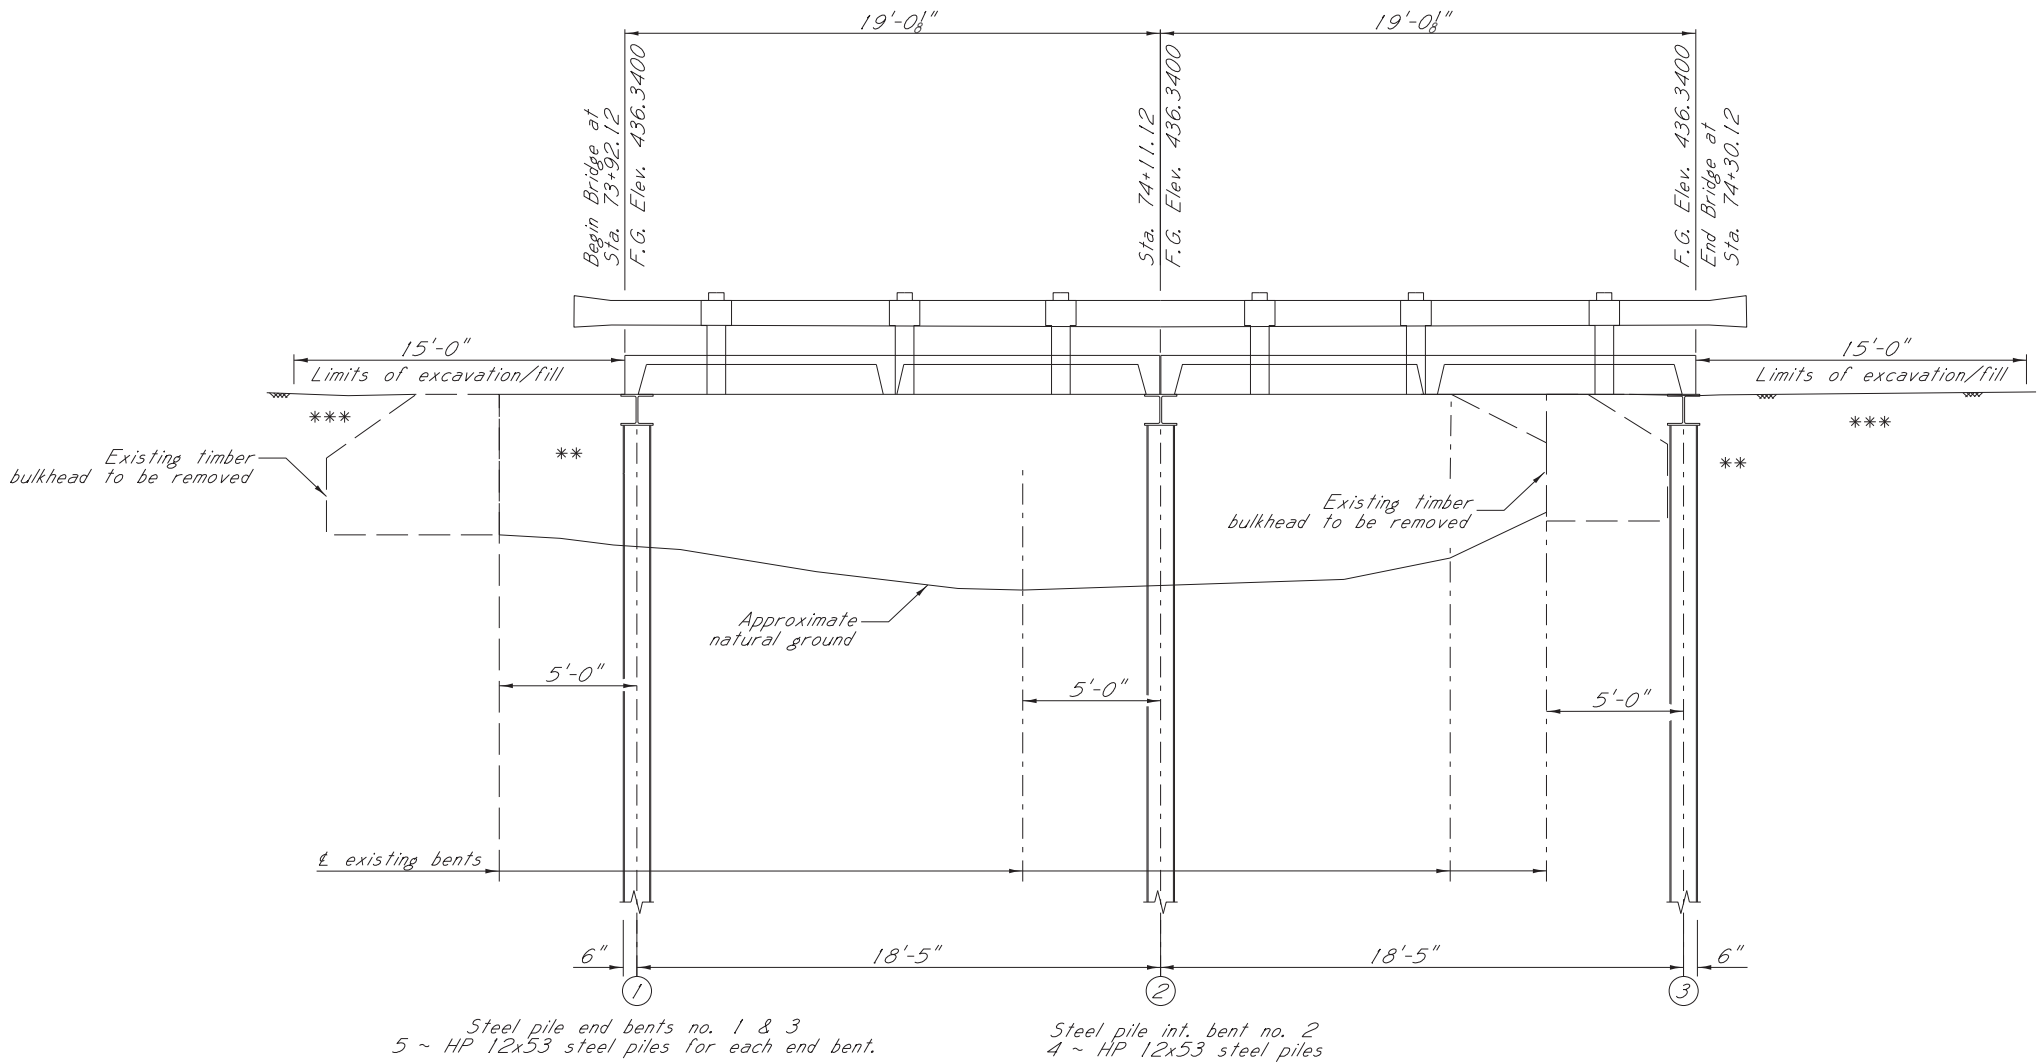 19'-0⅛"
19'-0⅛"
Begin Bridge at
Sta. 73+92.12
F.G. Elev. 436.3400
Sta. 74+11.12
F.G. Elev. 436.3400
F.G. Elev. 436.3400
End Bridge at
Sta. 74+30.12
15'-0"
Limits of excavation/fill
15'-0"
Limits of excavation/fill
***
**
***
**
Existing timber
bulkhead to be removed
Existing timber
bulkhead to be removed
Approximate
natural ground
5'-0"
5'-0"
5'-0"
℄ existing bents
6"
18'-5"
18'-5"
6"
1
2
3
Steel pile end bents no. 1 & 3
5 ~ HP 12x53 steel piles for each end bent.
Steel pile int. bent no. 2
4 ~ HP 12x53 steel piles